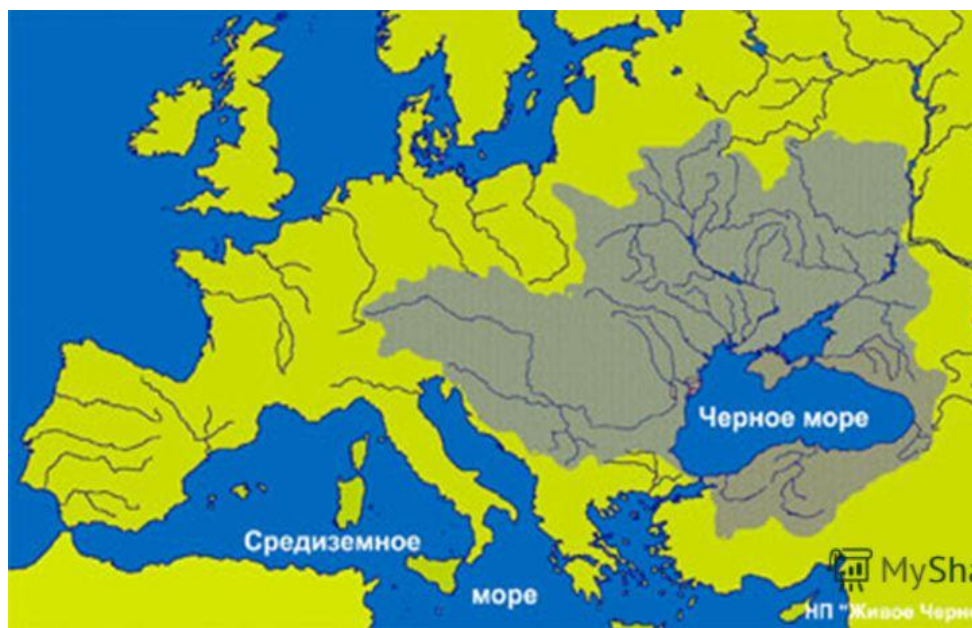 Черное море
Средиземное
море
MySha
НП "Живое Черн